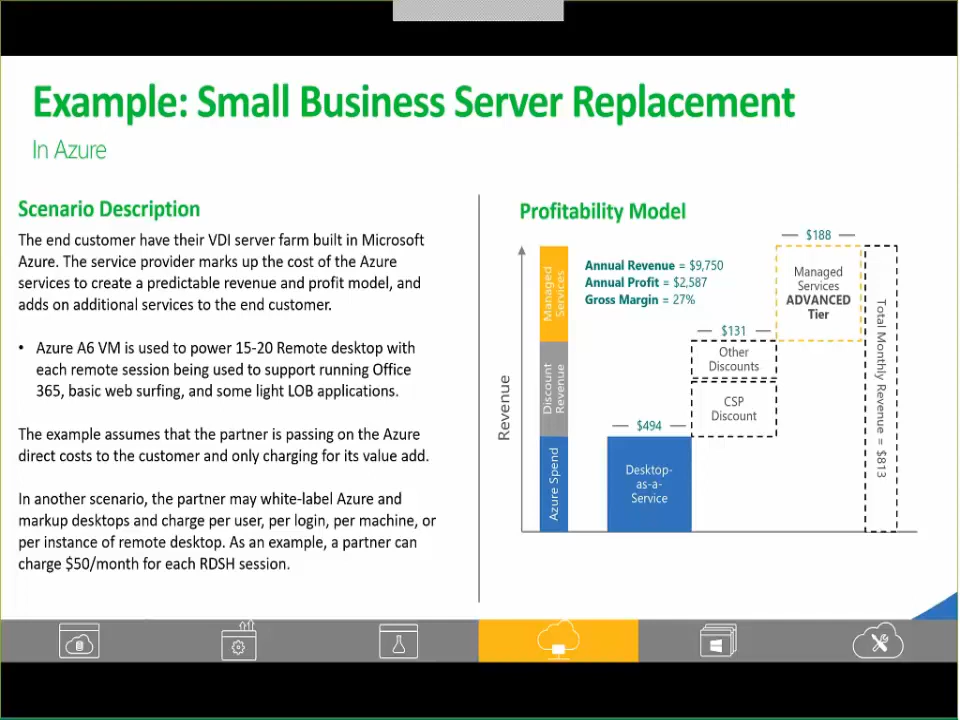 Example: Small Business Server Replacement
In Azure
Scenario Description
The end customer have their VDI server farm built in Microsoft
Azure. The service provider marks up the cost of the Azure
services to create a predictable revenue and profit model, and
adds on additional services to the end customer.
• Azure A6 VM is used to power 15-20 Remote desktop with
each remote session being used to support running Office
365, basic web surfing, and some light LOB applications.
The example assumes that the partner is passing on the Azure
direct costs to the customer and only charging for its value add.
In another scenario, the partner may white-label Azure and
markup desktops and charge per user, per login, per machine, or
per instance of remote desktop. As an example, a partner can
charge $50/month for each RDSH session.
Profitability Model
Revenue
Managed
Services
Discount
Revenue
Azure Spend
Annual Revenue = $9,750
Annual Profit = $2,587
Gross Margin = 27%
$494
Desktop-
as-a-
Service
$131
Other
Discounts
CSP
Discount
$188
Managed
Services
ADVANCED
Tier
Total Monthly Revenue = $813